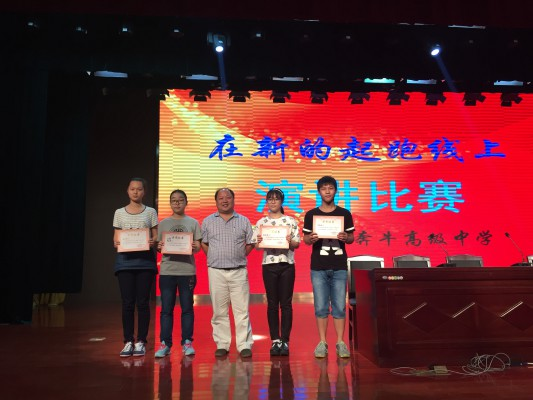 在新的起跑线上
演讲比赛
奔牛高级中学